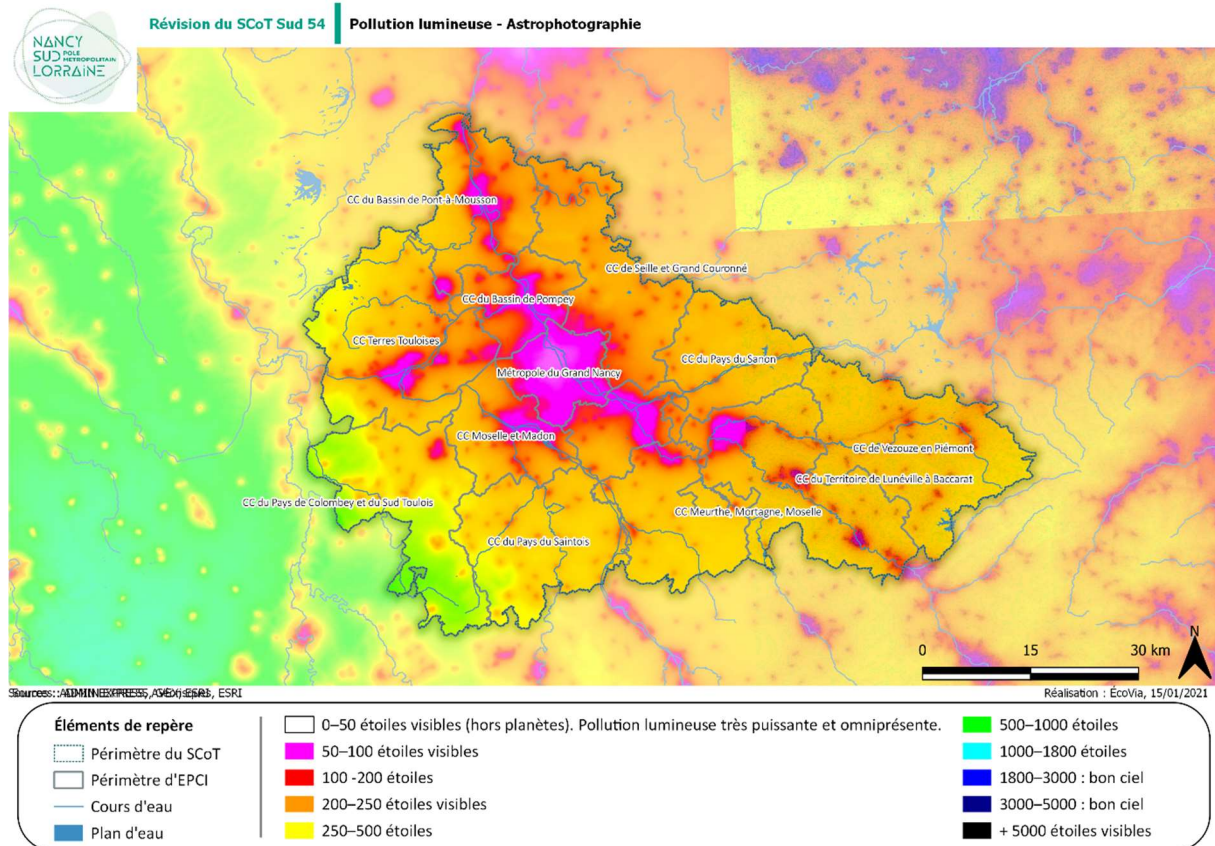 Révision du SCoT Sud 54 Pollution lumineuse - Astrophotographie
NANCY
SUD PÔLE MÉTROPOLITAIN
LORRAINE
CC du Bassin de Pont-à-Mousson
CC de Seille et Grand Couronné
CC du Bassin de Pompey
CC Terres Touloises
CC du Pays du Sanon
Métropole du Grand Nancy
CC Moselle et Madon
CC de Vezouze en Piémont
CC du Territoire de Lunéville à Baccarat
CC du Pays de Colombey et du Sud Toulois
CC Meurthe, Mortagne, Moselle
CC du Pays du Saintois
N
0 15 30 km
ESRI
Réalisation : ÉcoVia, 15/01/2021
Éléments de repère
Périmètre du SCoT
Périmètre d'EPCI
Cours d'eau
Plan d'eau
0–50 étoiles visibles (hors planètes). Pollution lumineuse très puissante et omniprésente.
50–100 étoiles visibles
100 -200 étoiles
200–250 étoiles visibles
250–500 étoiles
500–1000 étoiles
1000–1800 étoiles
1800–3000 : bon ciel
3000–5000 : bon ciel
+ 5000 étoiles visibles